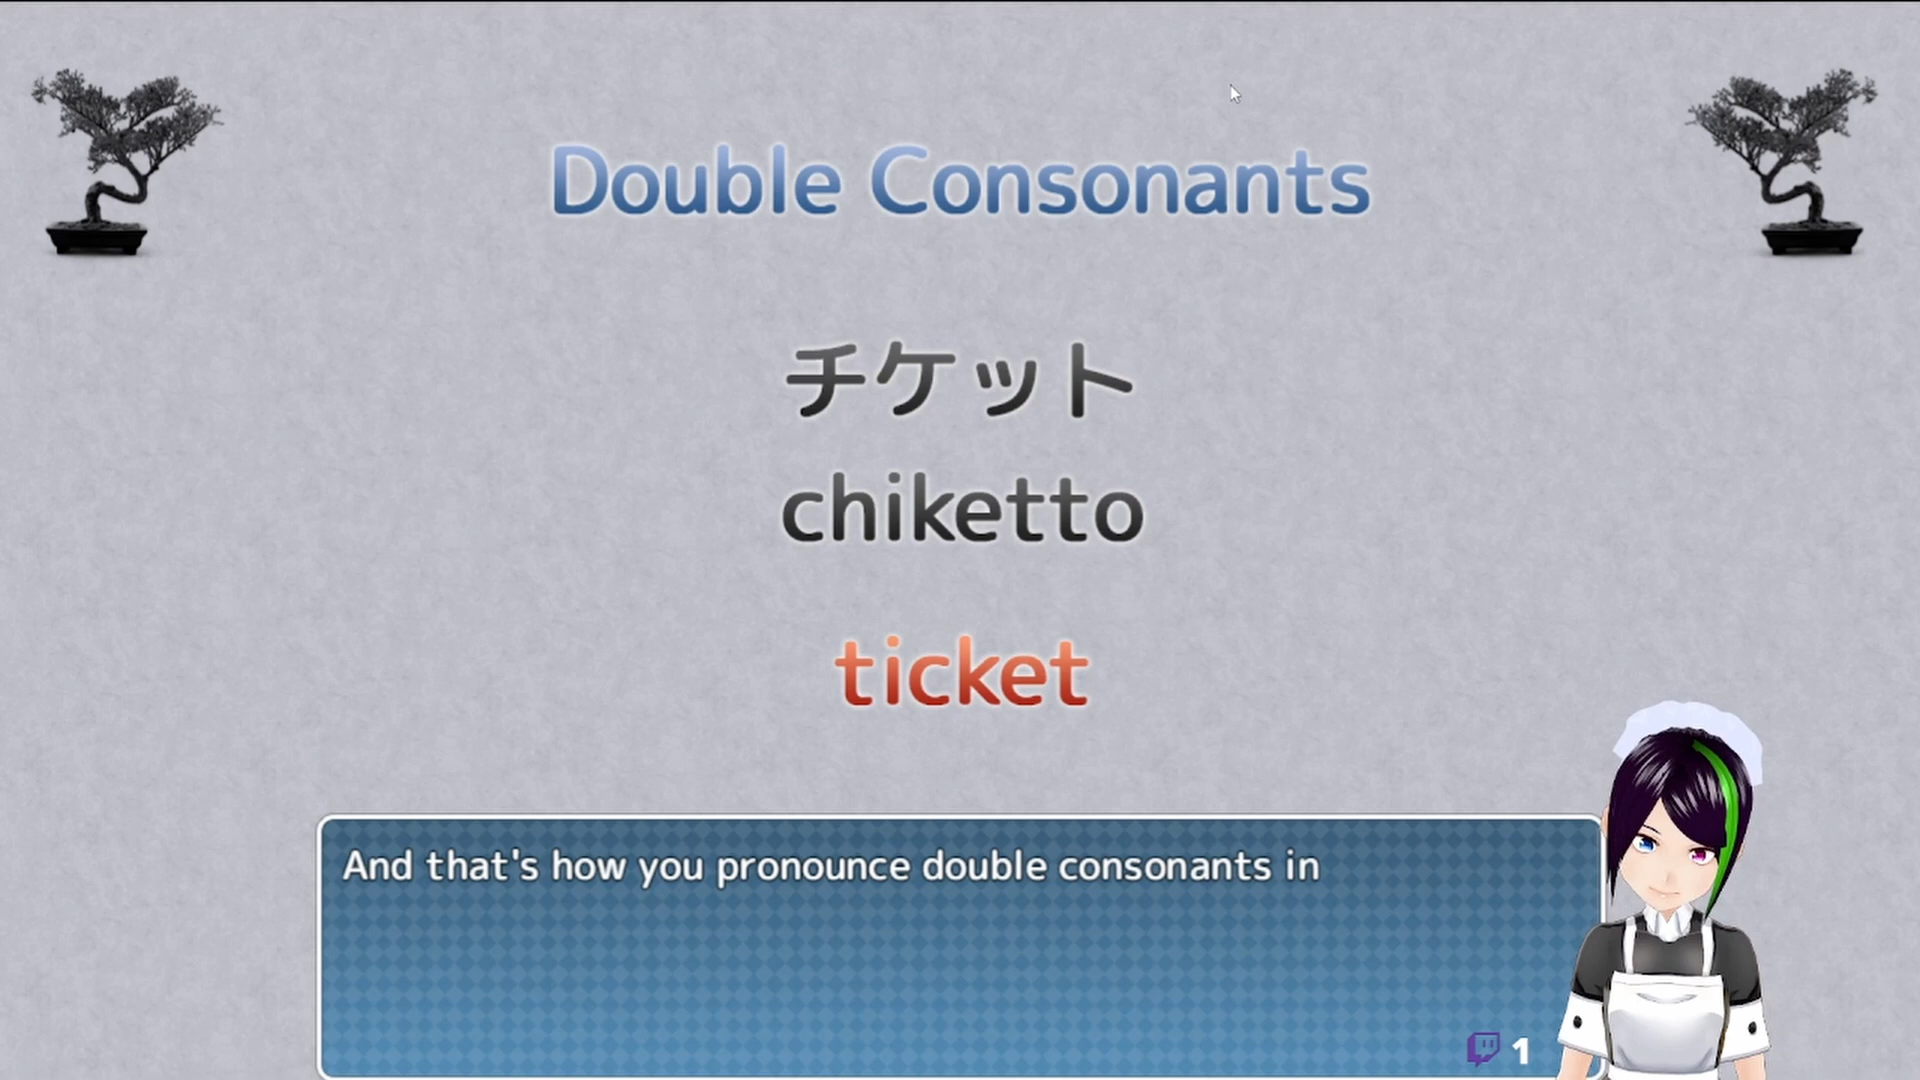 Double Consonants
チケット
chiketto
ticket
And that's how you pronounce double consonants in
1